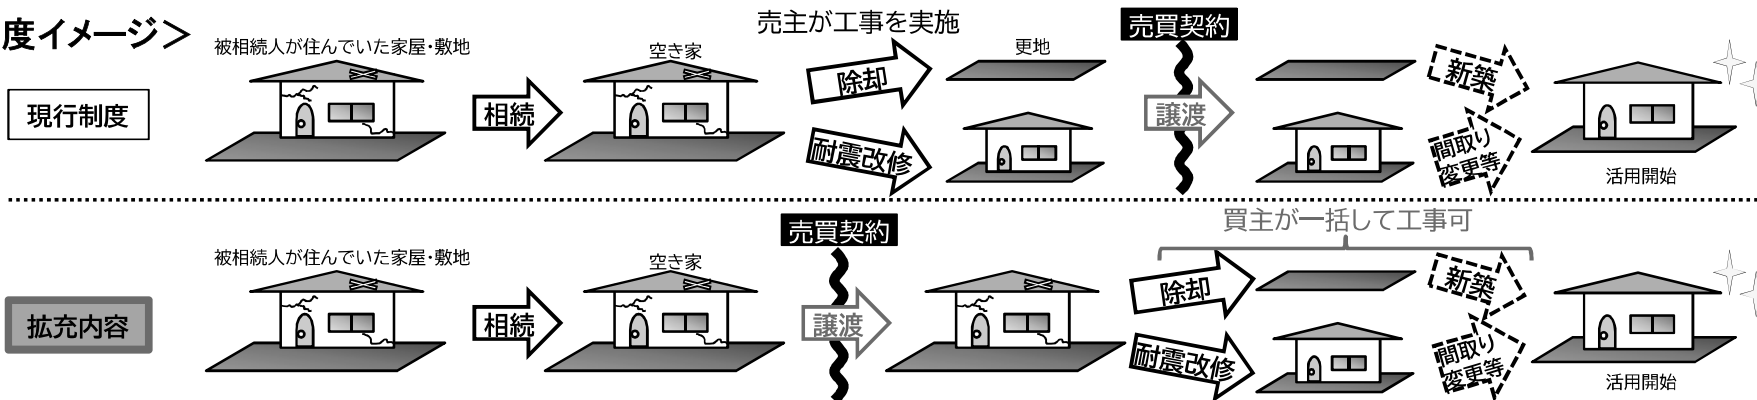 度イメージ＞
現行制度
被相続人が住んでいた家屋・敷地
相続
空き家
売主が工事を実施
除却
耐震改修
更地
売買契約
譲渡
新築
間取り
変更等
活用開始
拡充内容
被相続人が住んでいた家屋・敷地
相続
空き家
売買契約
譲渡
買主が一括して工事可
除却
耐震改修
新築
間取り
変更等
活用開始